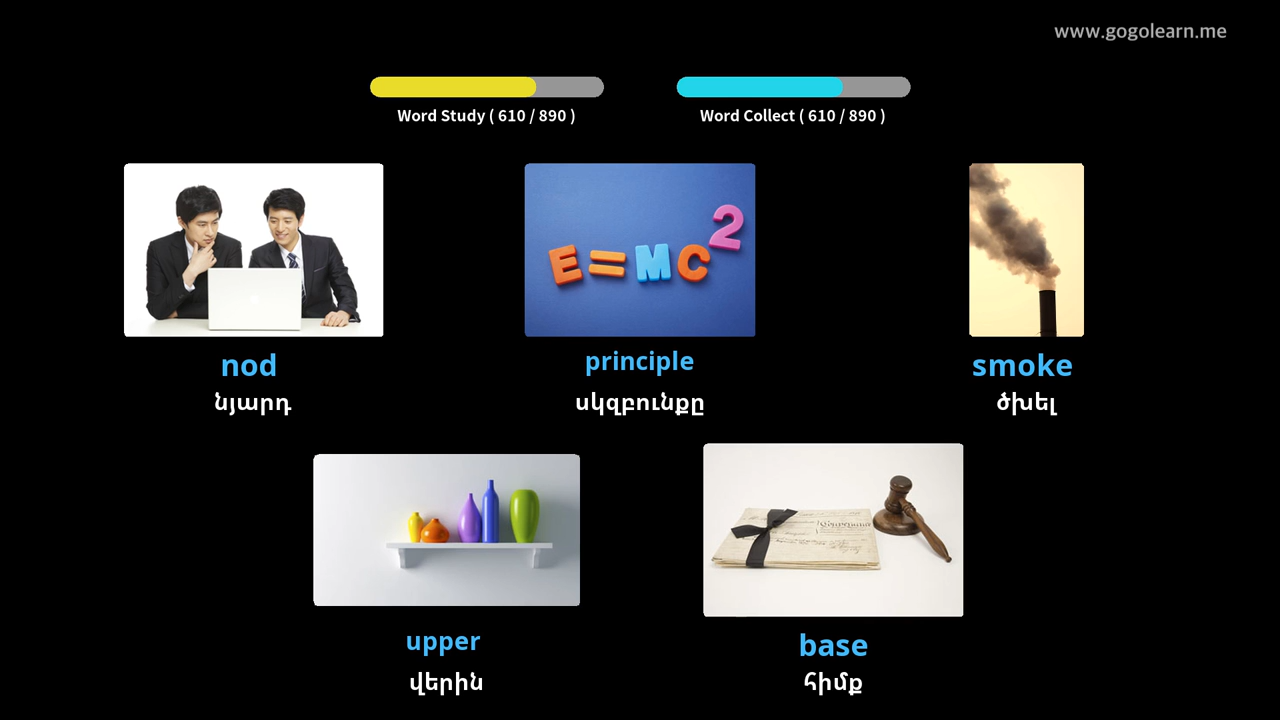 www.gogolearn.me
Word Study ( 610 / 890 )
Word Collect ( 610 / 890 )
E=MC2
nod
նյարդ
principle
սկզբունքը
smoke
ծխել
upper
վերին
base
հիմք